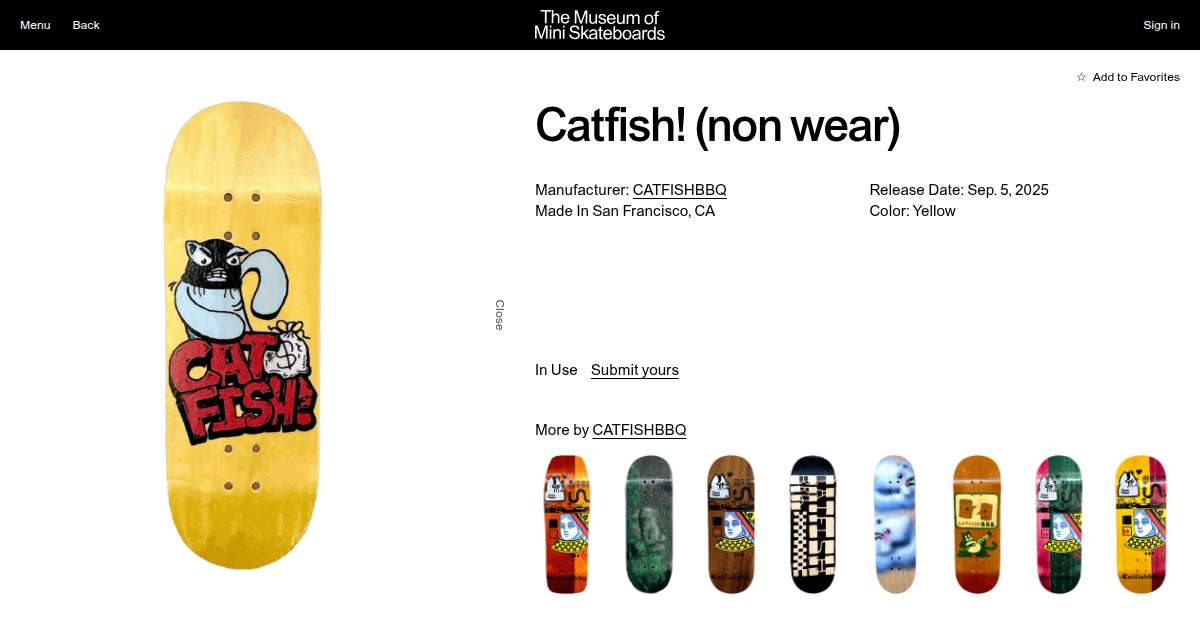 Menu
Back
The Museum of
Mini Skateboards
Sign in
☆ Add to Favorites
Catfish! (non wear)
Manufacturer: CATFISHBBQ
Made In San Francisco, CA
Release Date: Sep. 5, 2025
Color: Yellow
$
CAT
FISH!
Close
In Use
Submit yours
More by CATFISHBBQ